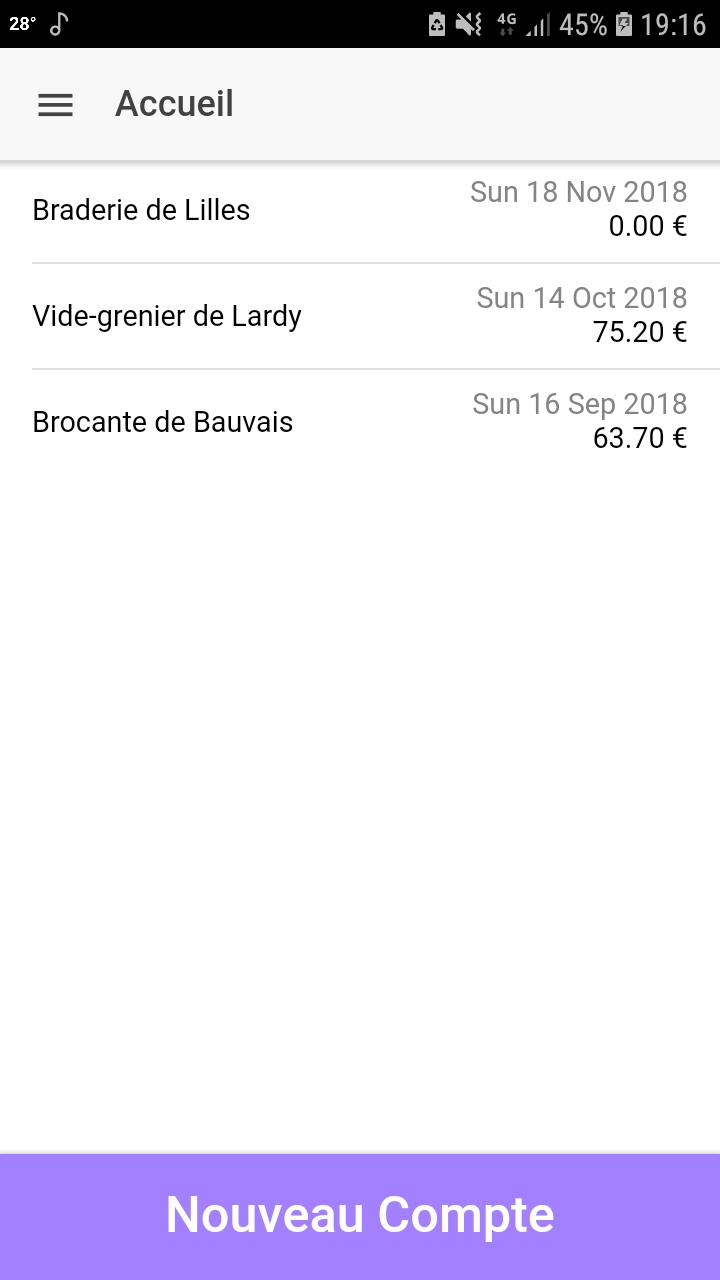 28° 4G 45% 19:16
Accueil
Braderie de Lilles
Sun 18 Nov 2018
0.00 €
Vide-grenier de Lardy
Sun 14 Oct 2018
75.20 €
Brocante de Bauvais
Sun 16 Sep 2018
63.70 €
Nouveau Compte